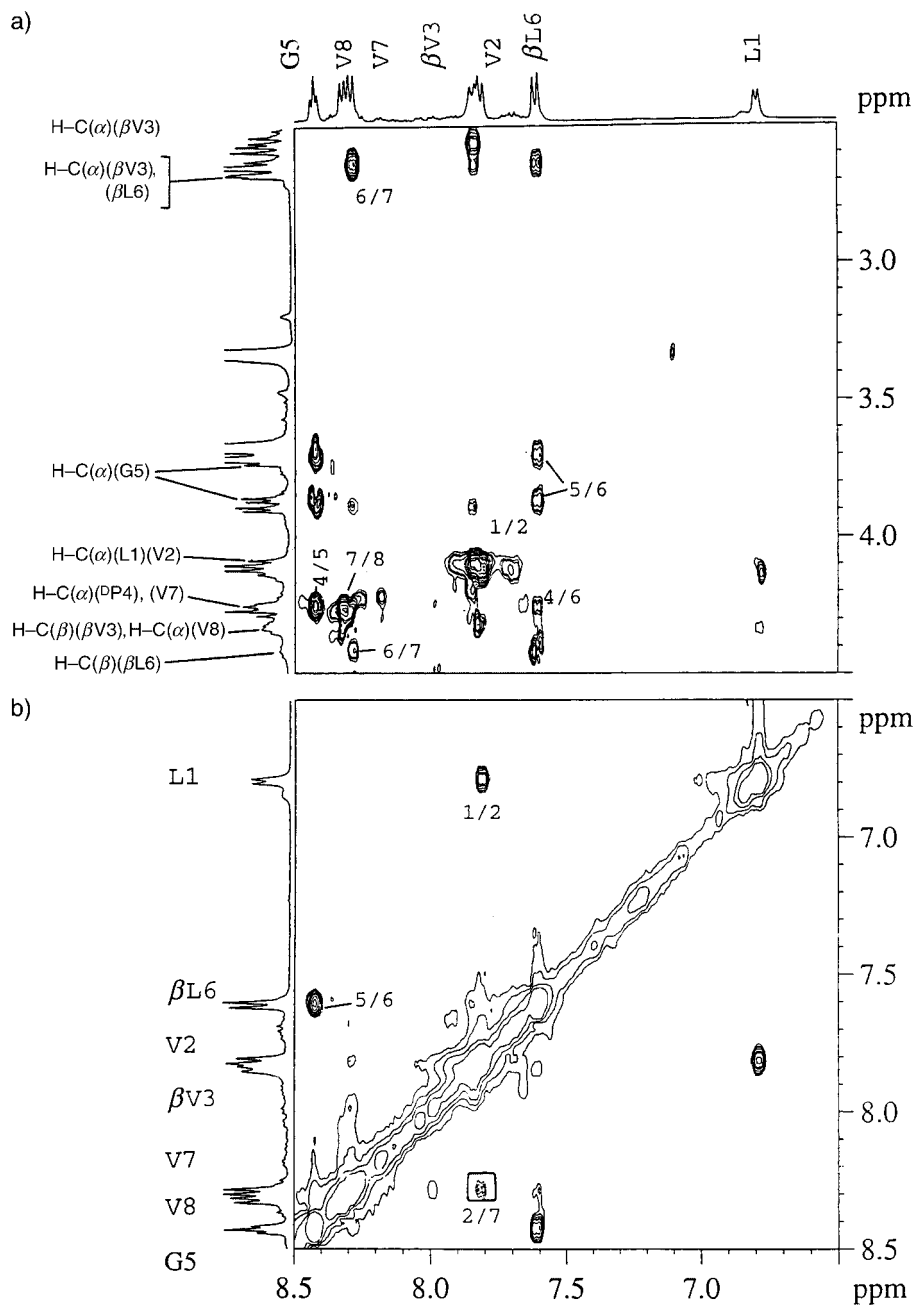 a)
G5 V8 V7 βV3 V2 βL6 L1
ppm
H–C(α)(βV3)
H–C(α)(βV3),
(βL6)
6/7
3.0
3.5
H–C(α)(G5)
5/6
1/2
4.0
H–C(α)(L1)(V2)
4/5
7/8
H–C(α)(ᴰP4), (V7)
4/6
H–C(β)(βV3),H–C(α)(V8)
6/7
H–C(β)(βL6)
b)
ppm
L1
1/2
7.0
7.5
βL6
5/6
V2
βV3
8.0
V7
V8
2/7
G5
8.5
8.5 8.0 7.5 7.0 ppm